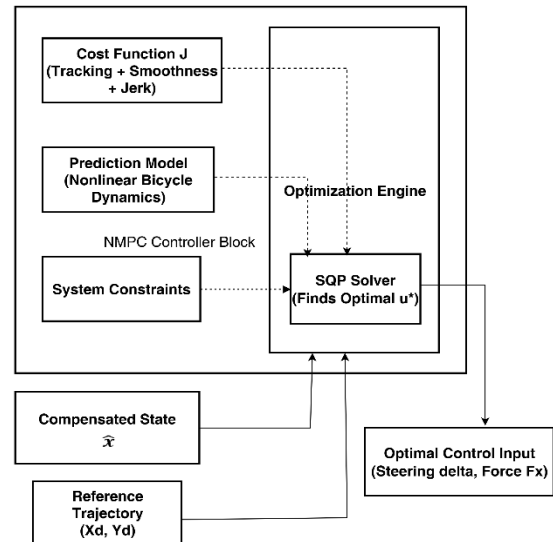 Cost Function J
(Tracking + Smoothness
+ Jerk)
Prediction Model
(Nonlinear Bicycle
Dynamics)
Optimization Engine
NMPC Controller Block
System Constraints
SQP Solver
(Finds Optimal u*)
Compensated State
x̂
Optimal Control Input
(Steering delta, Force Fx)
Reference
Trajectory
(Xd, Yd)